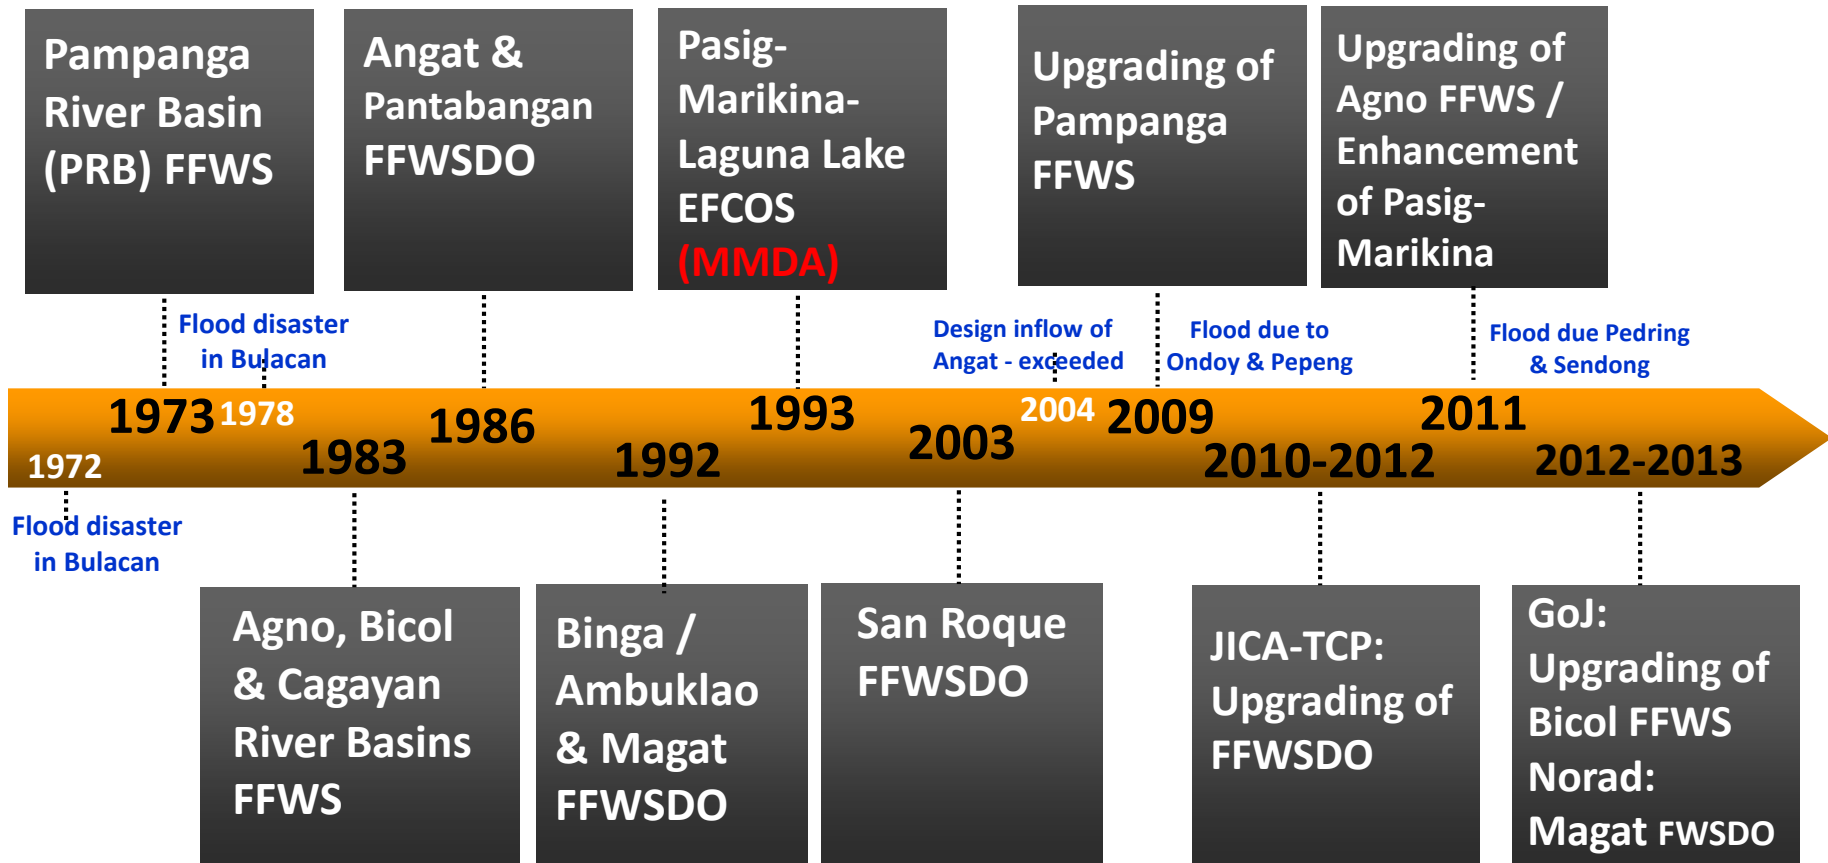 Pampanga
River Basin
(PRB) FFWS
Angat &
Pantabangan
FFWSDO
Pasig-
Marikina-
Laguna Lake
EFCOS
(MMDA)
Upgrading of
Pampanga
FFWS
Upgrading of
Agno FFWS /
Enhancement
of Pasig-
Marikina
Flood disaster
in Bulacan
Design inflow of
Angat - exceeded
Flood due to
Ondoy & Pepeng
Flood due Pedring
& Sendong
1972
1973
1978
1983
1986
1992
1993
2003
2004
2009
2010-2012
2011
2012-2013
Flood disaster
in Bulacan
Agno, Bicol
& Cagayan
River Basins
FFWS
Binga /
Ambuklao
& Magat
FFWSDO
San Roque
FFWSDO
JICA-TCP:
Upgrading of
FFWSDO
GoJ:
Upgrading of
Bicol FFWS
Norad:
Magat FWSDO